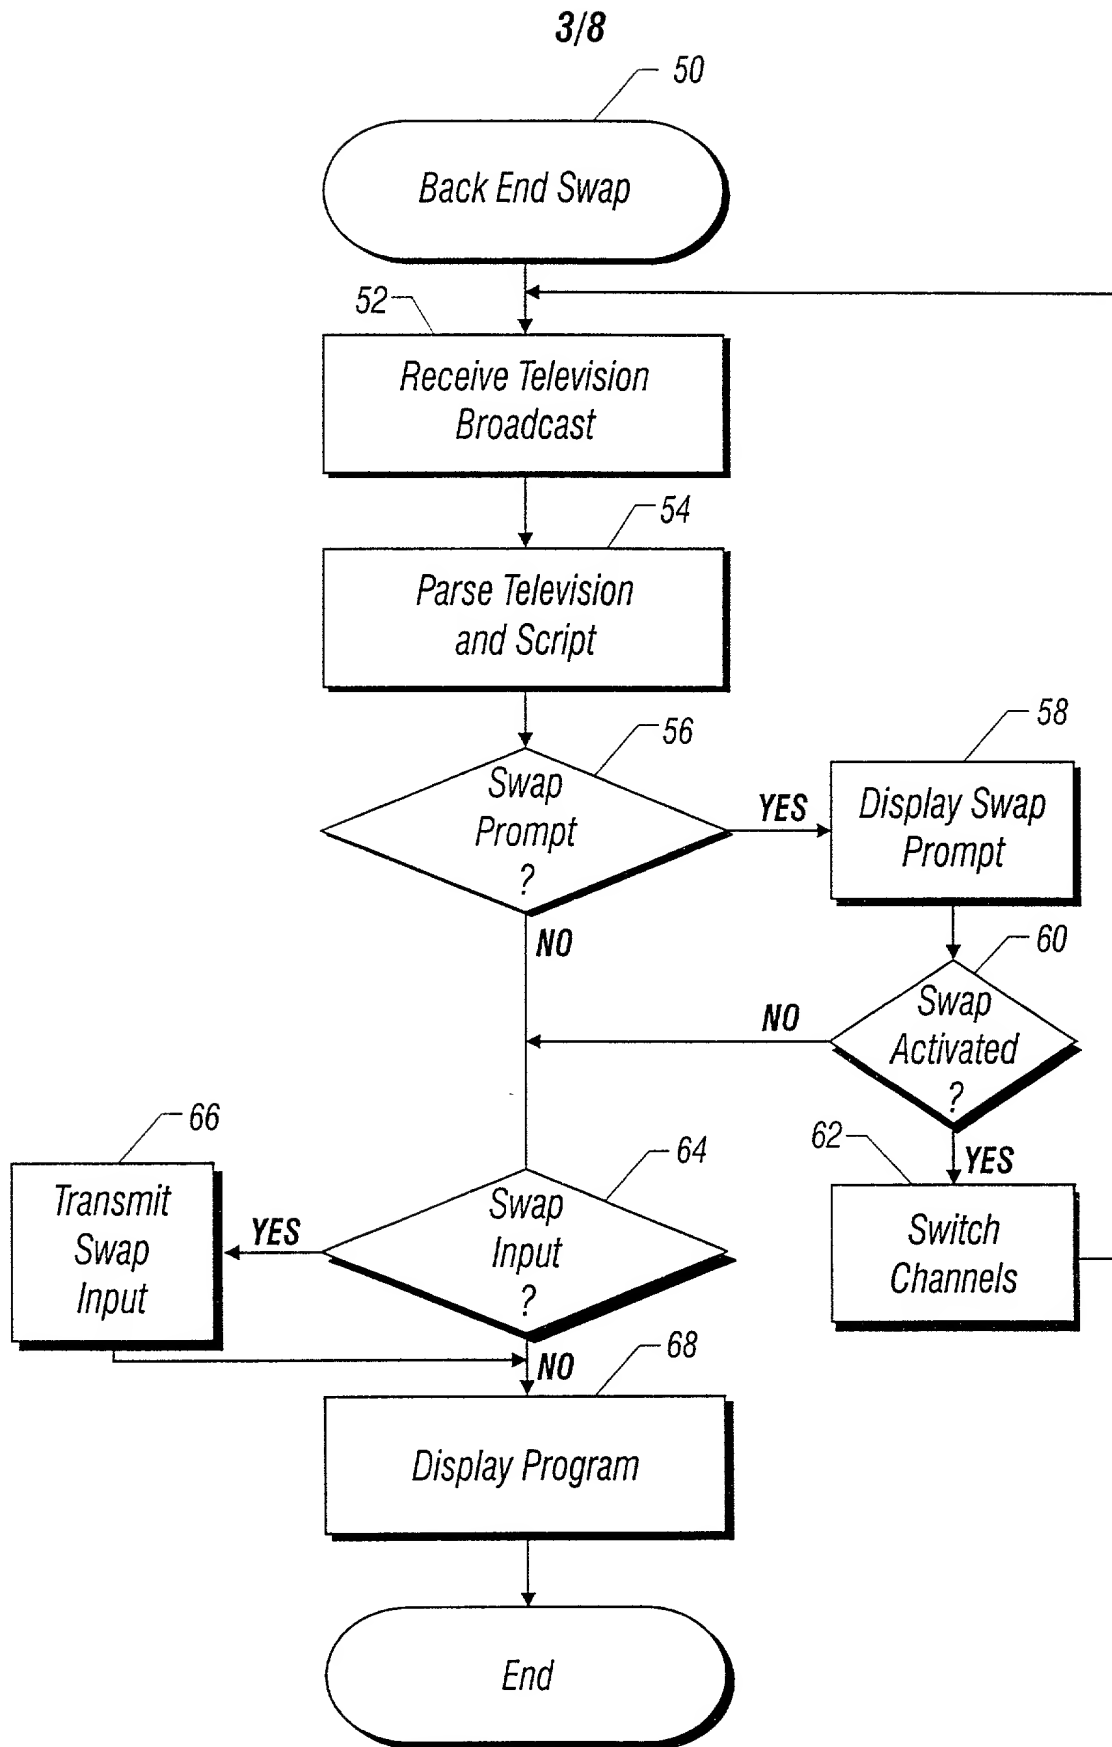 3/8
50
Back End Swap
52
Receive Television
Broadcast
54
Parse Television
and Script
56
Swap
Prompt
?
YES
58
Display Swap
Prompt
NO
60
Swap
Activated
?
NO
62
YES
Switch
Channels
66
Transmit
Swap
Input
YES
64
Swap
Input
?
NO
68
Display Program
End